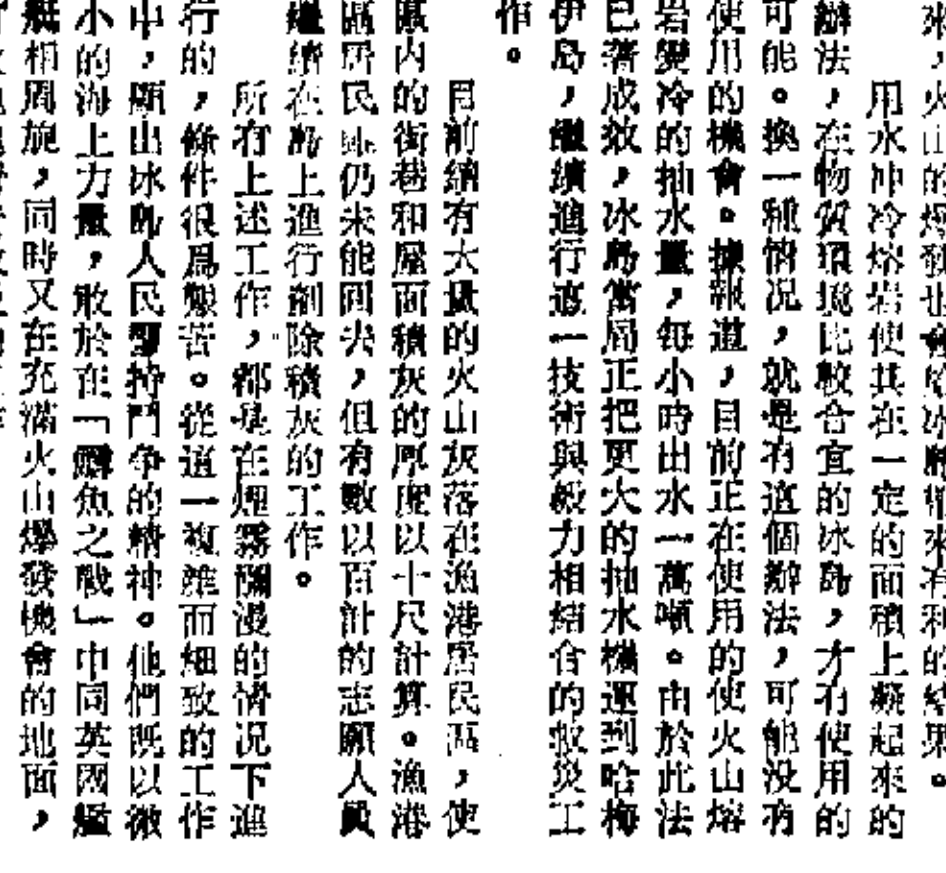 來，火山的爆發也會給冰島帶來有利的結果。
用水冲冷熔岩使其在一定的面積上凝起來的
辦法，在物質環境比較合宜的冰島，才有使用的
可能。換一種情况，就是有這個辦法，可能没有
使用的機會。據報道，目前正在使用的使火山熔
岩變冷的抽水量，每小時出水一萬噸。由於此法
已著成效，冰島當局正把更大的抽水機運到哈梅
伊島，繼續進行這一技術與毅力相結合的救災工
作。
目前續有大量的火山灰落在漁港居民區，使
區内的街巷和屋面積灰的厚度以十尺計算。漁港
區居民雖仍未能回去，但有數以百計的志願人員
繼續在島上進行剷除積灰的工作。
所有上述工作，都是在煙霧瀰漫的情况下進
行的，條件很爲艱苦。從這一複雜而細致的工作
中，顯出冰島人民堅持鬥争的精神。他們既以微
小的海上力量，敢於在「鱈魚之戰」中同英國艦
艇相周旋，同時又在充滿火山爆發機會的地面，